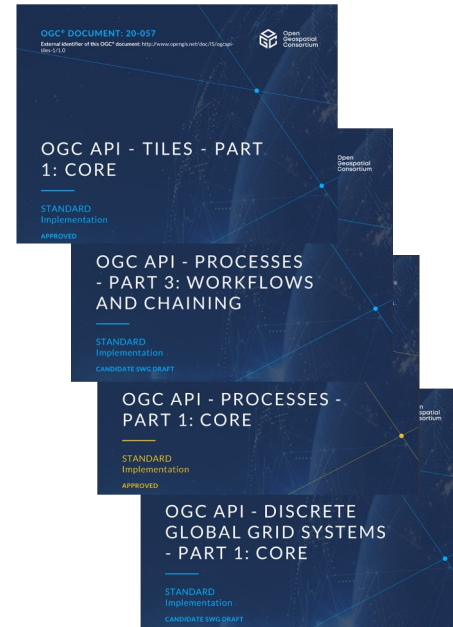 OGC® DOCUMENT: 20-057
External identifier of this OGC® document: http://www.opengis.net/doc/IS/ogcapi-
tiles-1/1.0
Open
Geospatial
Consortium
OGC API - TILES - PART
1: CORE
STANDARD
Implementation
APPROVED
Open
Geospatial
Consortium
OGC API - PROCESSES
- PART 3: WORKFLOWS
AND CHAINING
STANDARD
Implementation
CANDIDATE SWG DRAFT
OGC API - PROCESSES -
PART 1: CORE
STANDARD
Implementation
APPROVED
n
spatial
sortium
OGC API - DISCRETE
GLOBAL GRID SYSTEMS
- PART 1: CORE
STANDARD
Implementation
CANDIDATE SWG DRAFT